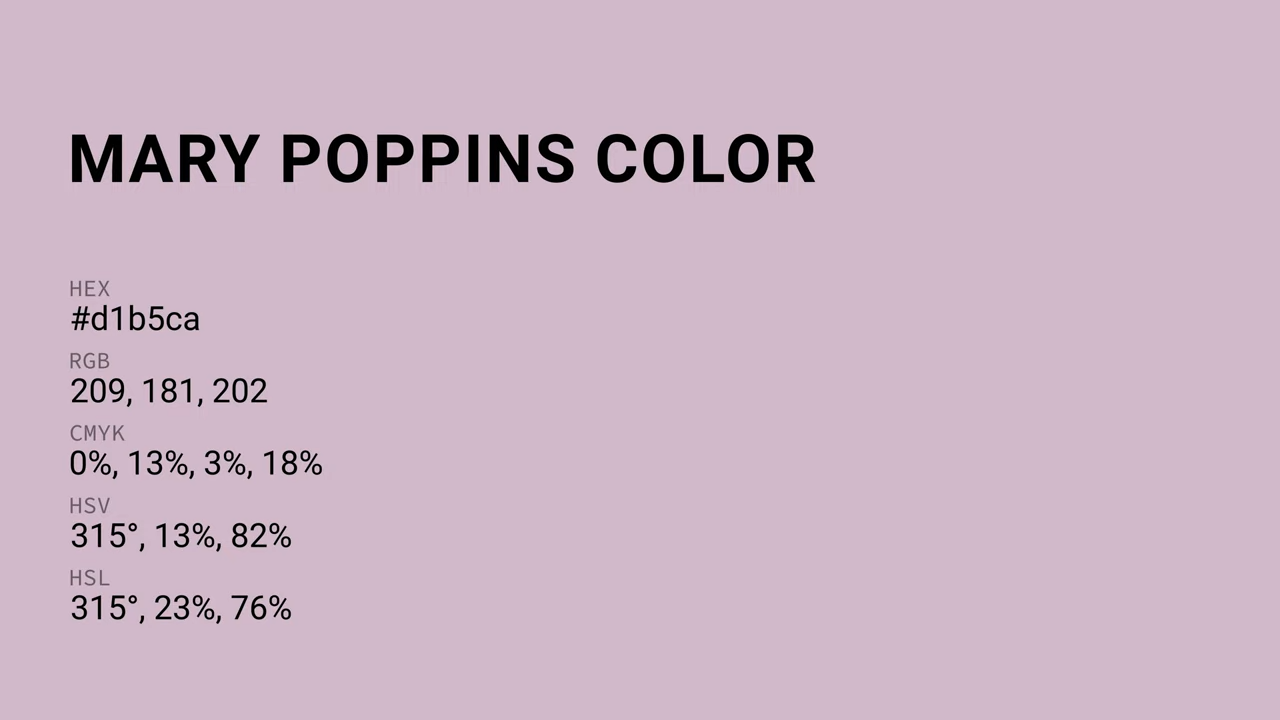 MARY POPPINS COLOR
HEX
#d1b5ca
RGB
209, 181, 202
CMYK
0%, 13%, 3%, 18%
HSV
315°, 13%, 82%
HSL
315°, 23%, 76%